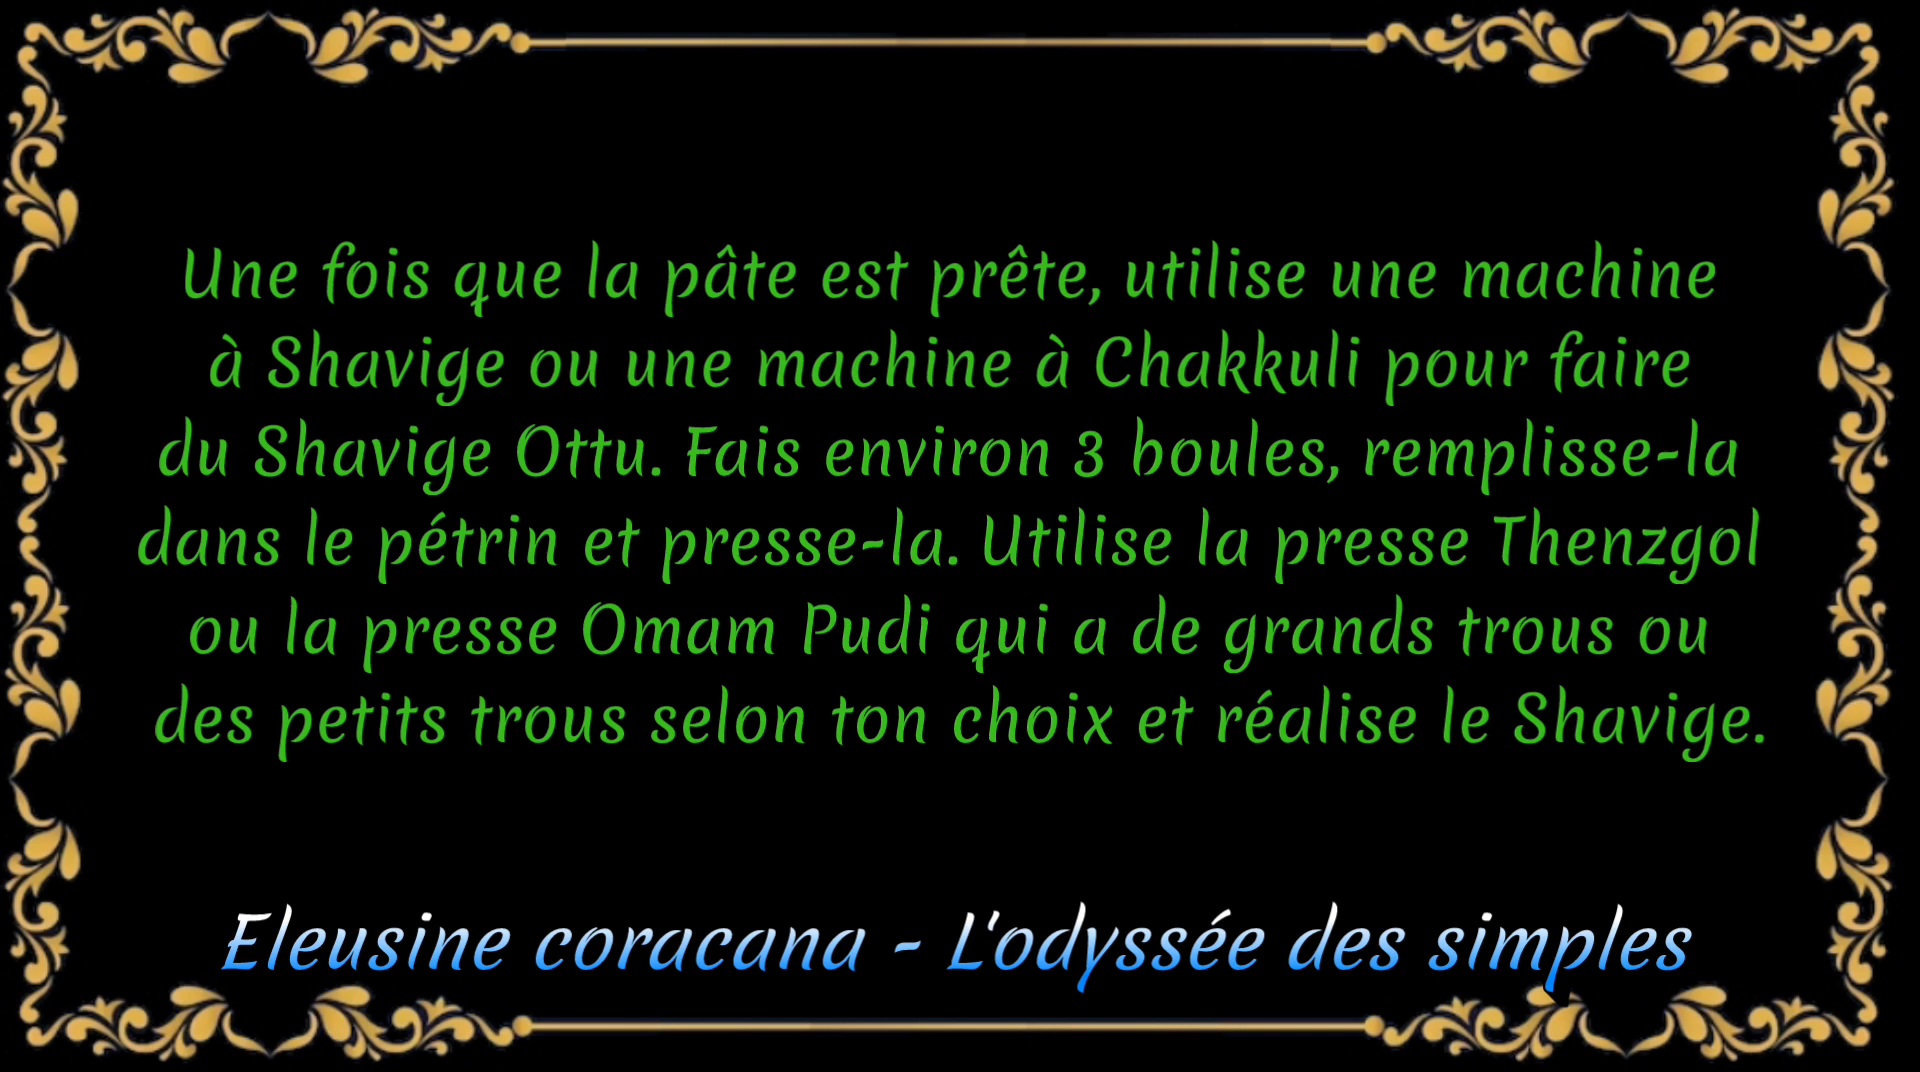 Une fois que la pâte est prête, utilise une machine
à Shavige ou une machine à Chakkuli pour faire
du Shavige Ottu. Fais environ 3 boules, remplisse-la
dans le pétrin et presse-la. Utilise la presse Thenzgol
ou la presse Omam Pudi qui a de grands trous ou
des petits trous selon ton choix et réalise le Shavige.
Eleusine coracana - L'odyssée des simples